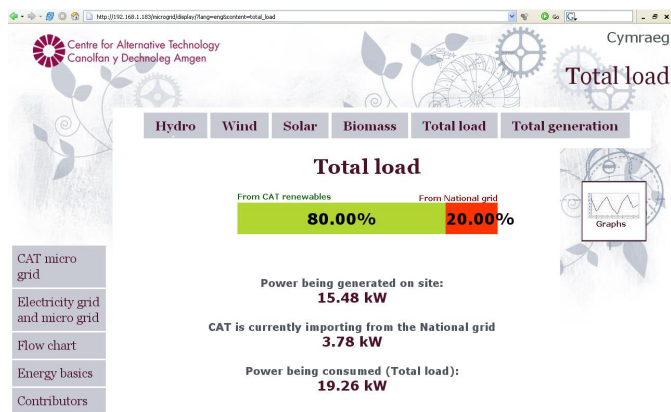 http://192.168.1.183/microgrid/display/?lang=eng&content=total_load
Go
Cymraeg
Centre for Alternative Technology
Canolfan y Dechnoleg Amgen
Total load
Hydro Wind Solar Biomass Total load Total generation
Total load
From CAT renewables From National grid
80.00% 20.00%
Graphs
CAT micro
grid
Electricity grid
and micro grid
Flow chart
Energy basics
Contributors
Power being generated on site:
15.48 kW
CAT is currently importing from the National grid
3.78 kW
Power being consumed (Total load):
19.26 kW